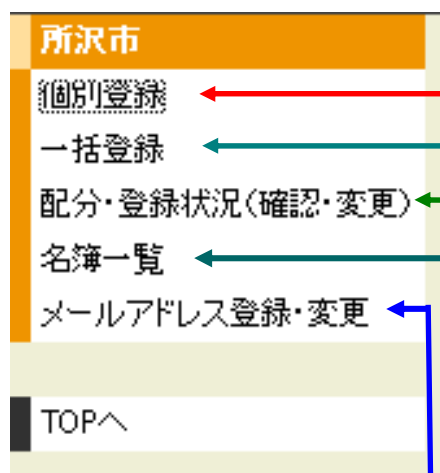 所沢市
個別登録
一括登録
配分・登録状況(確認・変更)
名簿一覧
メールアドレス登録・変更
TOPへ